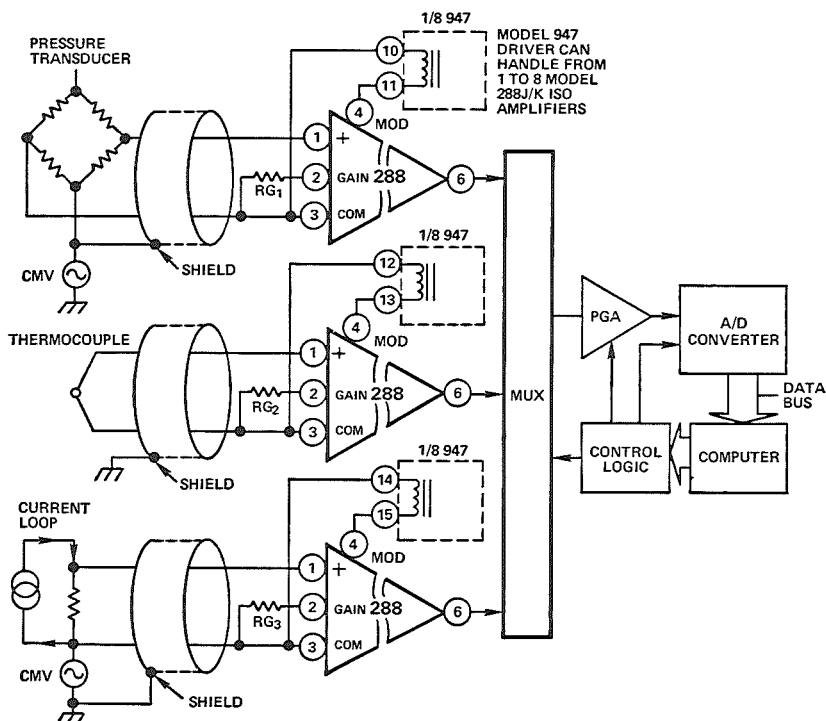 PRESSURE
TRANSDUCER
1/8 947
10
11
MODEL 947
DRIVER CAN
HANDLE FROM
1 TO 8 MODEL
288J/K ISO
AMPLIFIERS
4
MOD
1
+
RG1
2
GAIN
288
6
3
COM
CMV
SHIELD
1/8 947
12
13
THERMOCOUPLE
4
MOD
1
+
RG2
2
GAIN
288
6
3
COM
SHIELD
MUX
PGA
A/D
CONVERTER
DATA
BUS
CONTROL
LOGIC
COMPUTER
1/8 947
14
15
CURRENT
LOOP
4
MOD
1
+
RG3
2
GAIN
288
6
3
COM
CMV
SHIELD